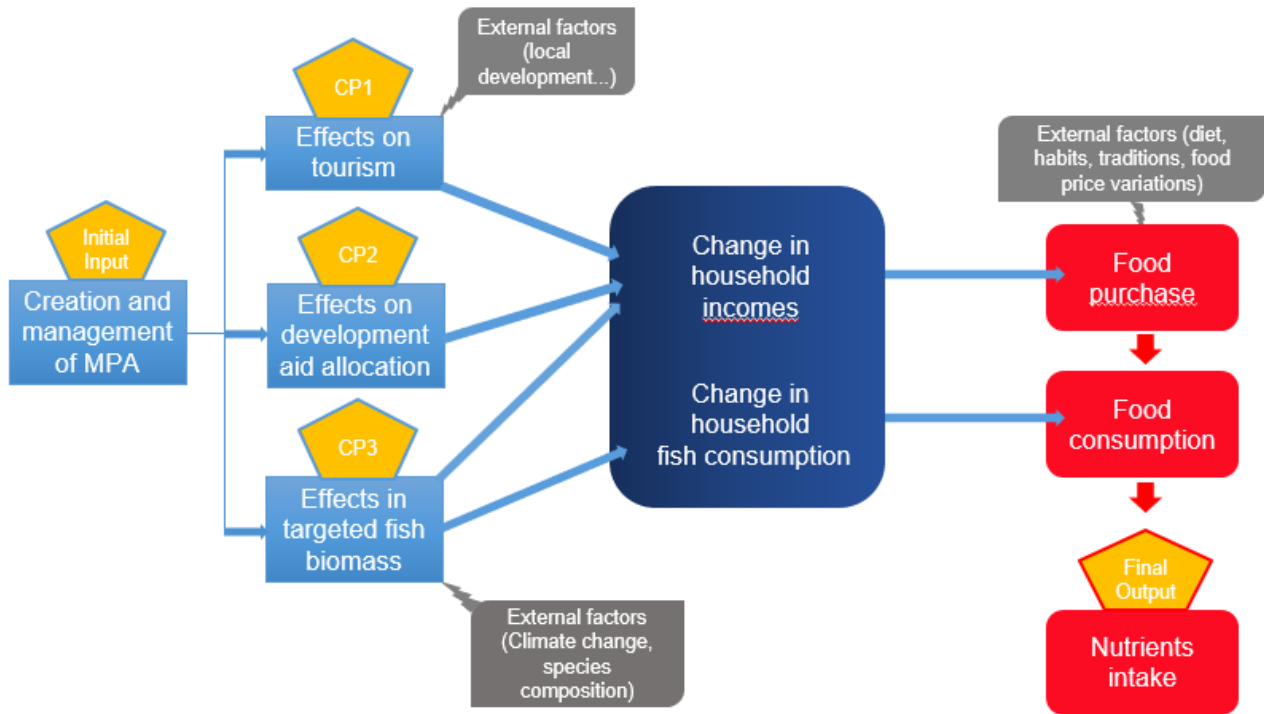 External factors
(local
development...)
CP1
Effects on
tourism
External factors (diet,
habits, traditions, food
price variations)
Initial
Input
Creation and
management
of MPA
CP2
Effects on
development
aid allocation
Change in
household
incomes
Food
purchase
CP3
Effects in
targeted fish
biomass
Change in
household
fish consumption
Food
consumption
External factors
(Climate change,
species
composition)
Final
Output
Nutrients
intake